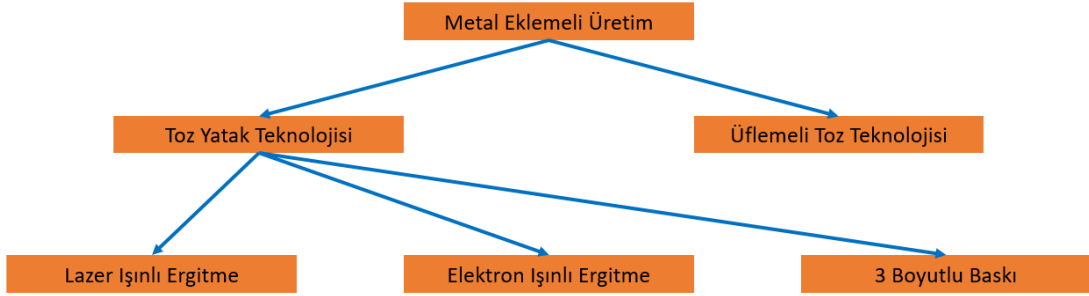 Metal Eklemeli Üretim
Toz Yatak Teknolojisi
Üflemeli Toz Teknolojisi
Lazer Işınlı Ergitme
Elektron Işınlı Ergitme
3 Boyutlu Baskı